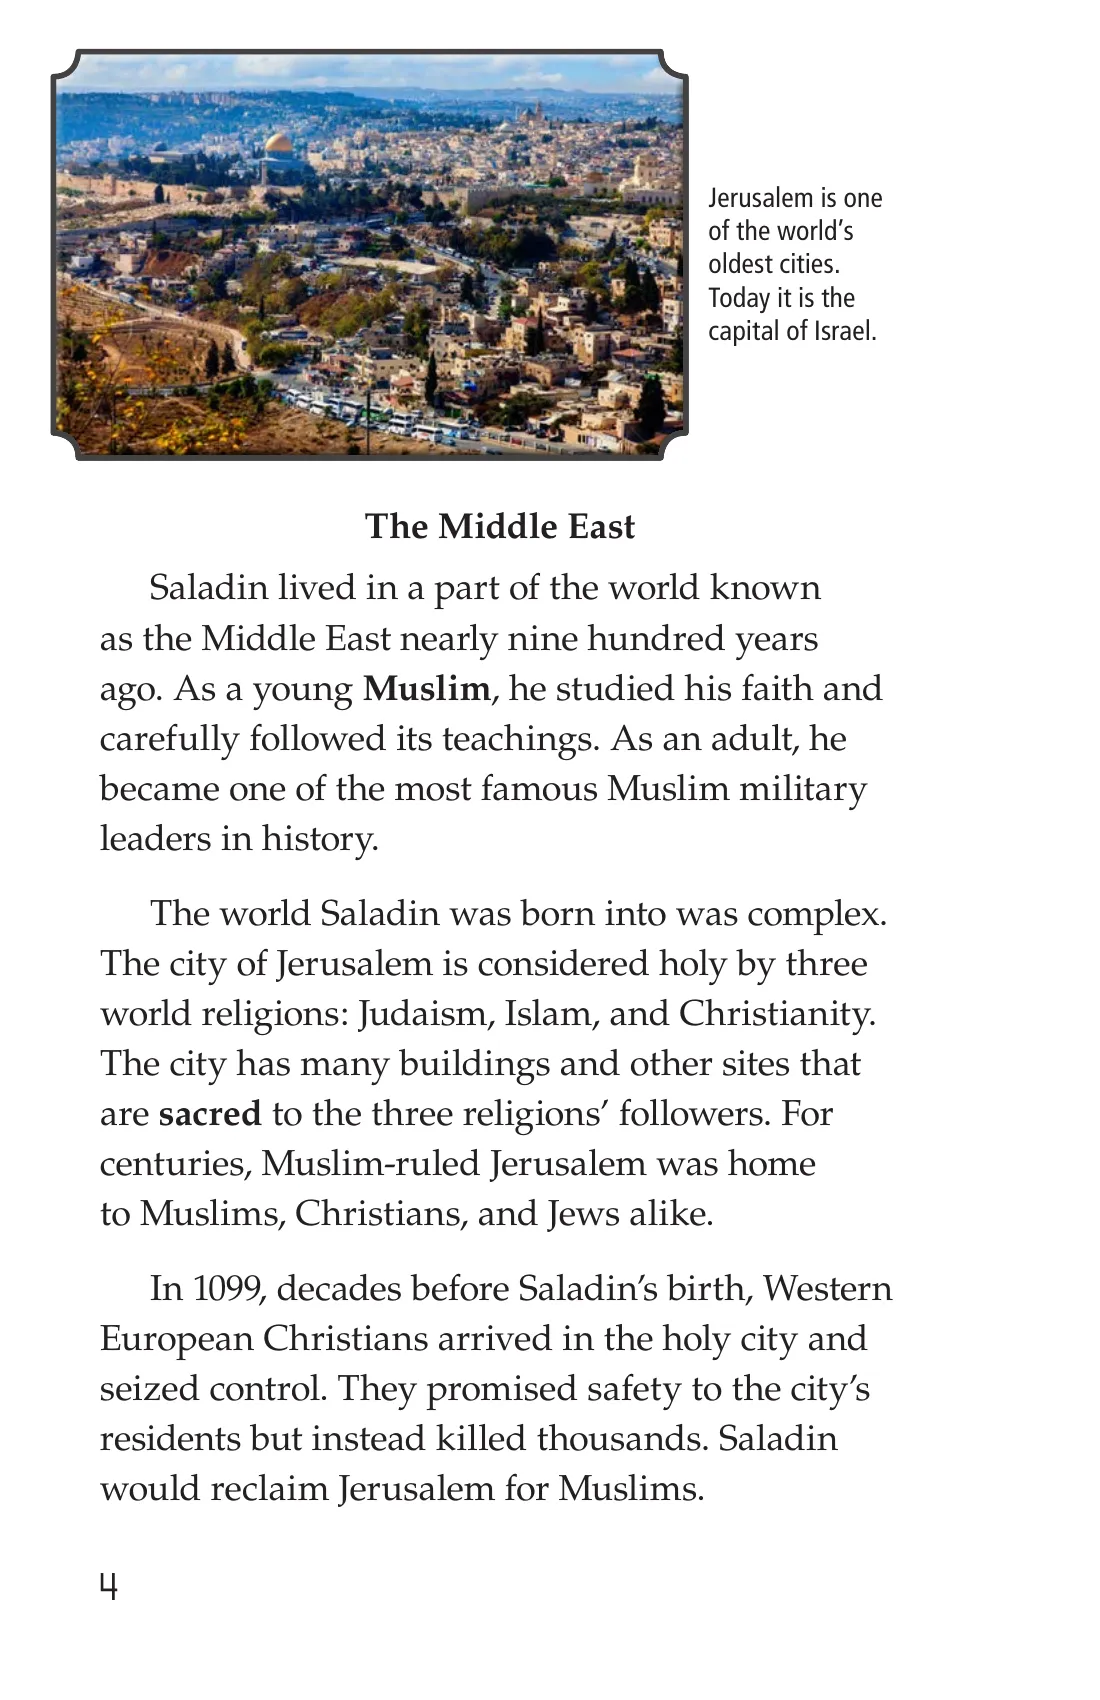 Jerusalem is one
of the world's
oldest cities.
Today it is the
capital of Israel.
The Middle East
Saladin lived in a part of the world known
as the Middle East nearly nine hundred years
ago. As a young Muslim, he studied his faith and
carefully followed its teachings. As an adult, he
became one of the most famous Muslim military
leaders in history.
The world Saladin was born into was complex.
The city of Jerusalem is considered holy by three
world religions: Judaism, Islam, and Christianity.
The city has many buildings and other sites that
are sacred to the three religions' followers. For
centuries, Muslim-ruled Jerusalem was home
to Muslims, Christians, and Jews alike.
In 1099, decades before Saladin's birth, Western
European Christians arrived in the holy city and
seized control. They promised safety to the city's
residents but instead killed thousands. Saladin
would reclaim Jerusalem for Muslims.
4